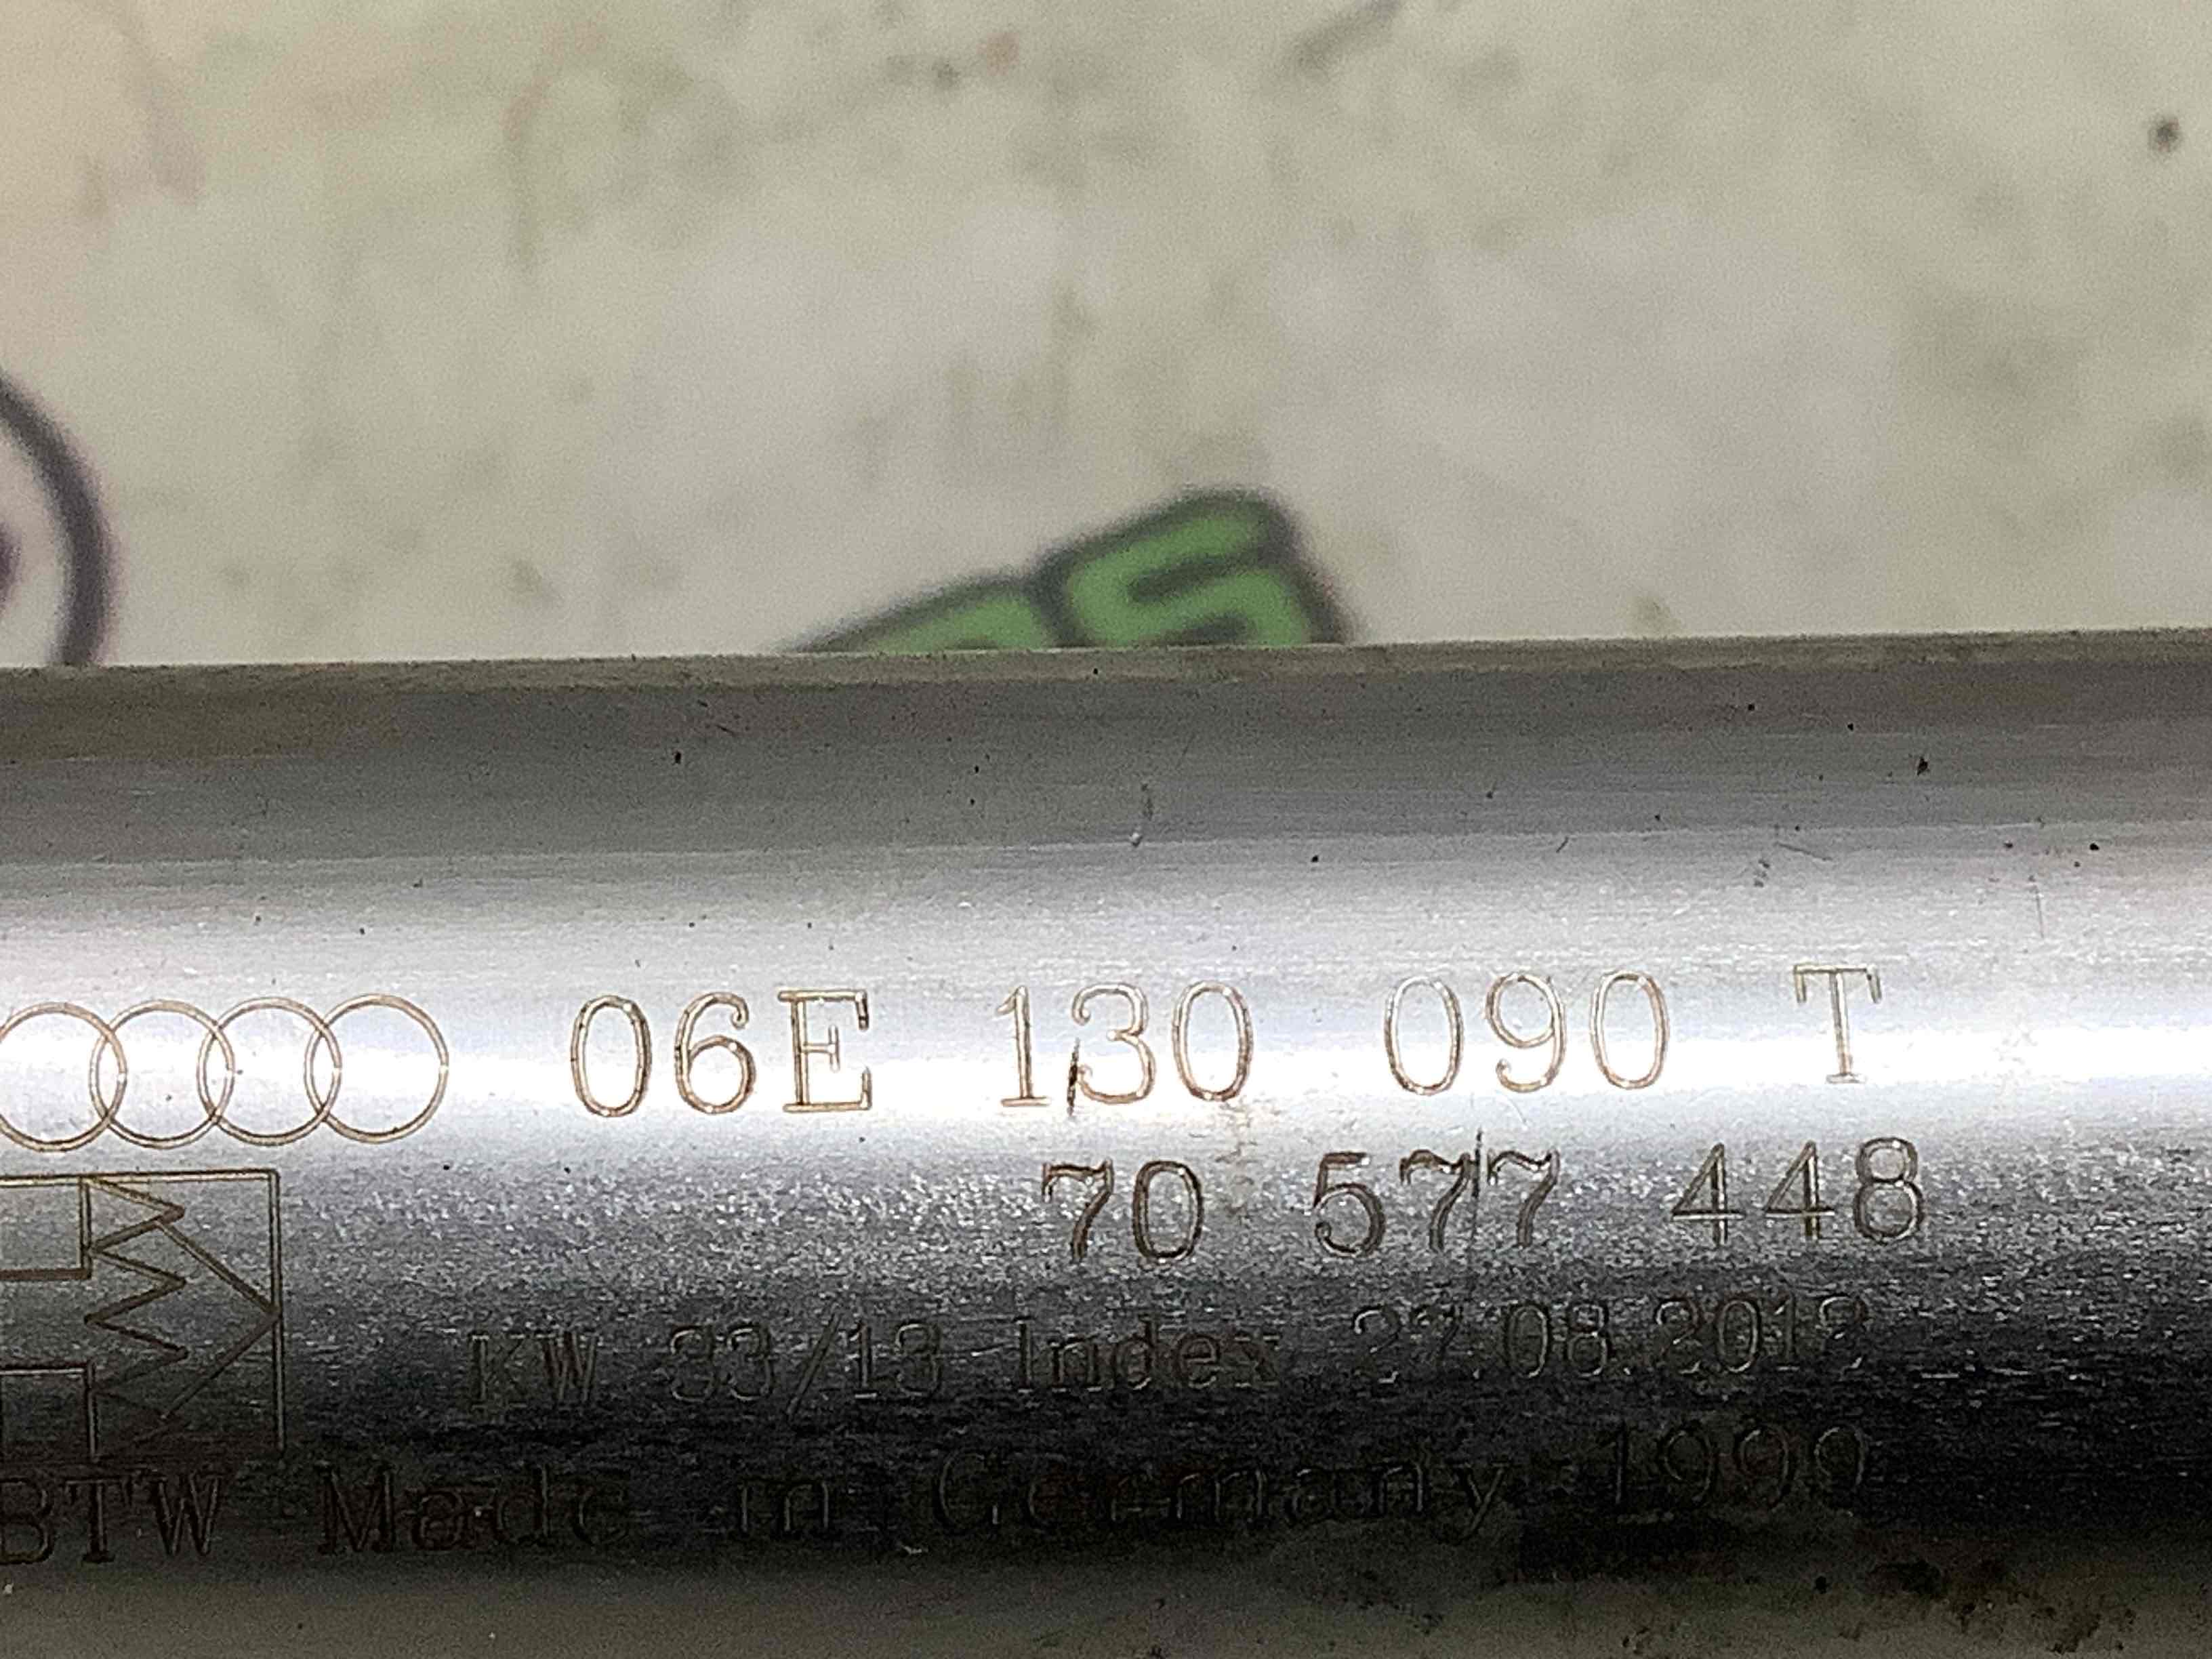 06E 130 090 T
70 577 448
KW 33/13 Index 27.08.2012
BTW Made in Germany 1999